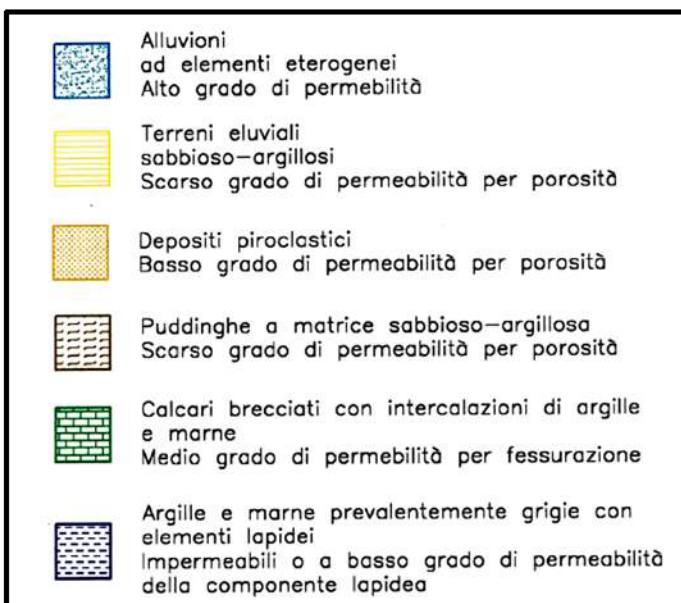 Alluvioni
ad elementi eterogenei
Alto grado di permebilità
Terreni eluviali
sabbioso-argillosi
Scarso grado di permeabilità per porosità
Depositi piroclastici
Basso grado di permeabilità per porosità
Puddinghe a matrice sabbioso-argillosa
Scarso grado di permeabilità per porosità
Calcari brecciati con intercalazioni di argille
e marne
Medio grado di permebilità per fessurazione
Argille e marne prevalentemente grigie con
elementi lapidei
Impermeabili o a basso grado di permeabilità
della componente lapidea